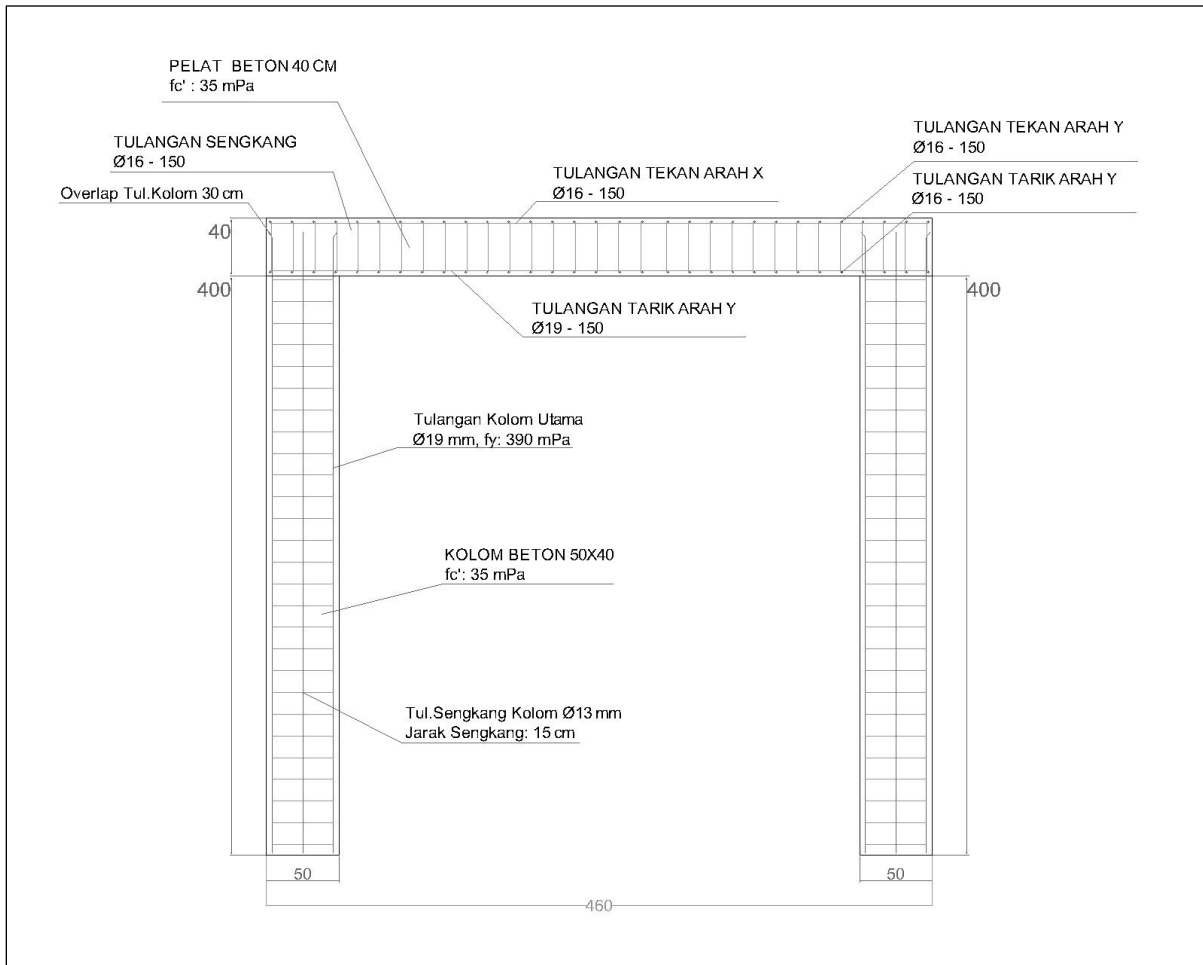 PELAT BETON 40 CM
fc' : 35 mPa
TULANGAN SENGKANG
Ø16 - 150
Overlap Tul.Kolom 30 cm
TULANGAN TEKAN ARAH X
Ø16 - 150
TULANGAN TEKAN ARAH Y
Ø16 - 150
TULANGAN TARIK ARAH Y
Ø16 - 150
40
400
400
TULANGAN TARIK ARAH Y
Ø19 - 150
Tulangan Kolom Utama
Ø19 mm, fy: 390 mPa
KOLOM BETON 50X40
fc': 35 mPa
Tul.Sengkang Kolom Ø13 mm
Jarak Sengkang: 15 cm
50
50
460